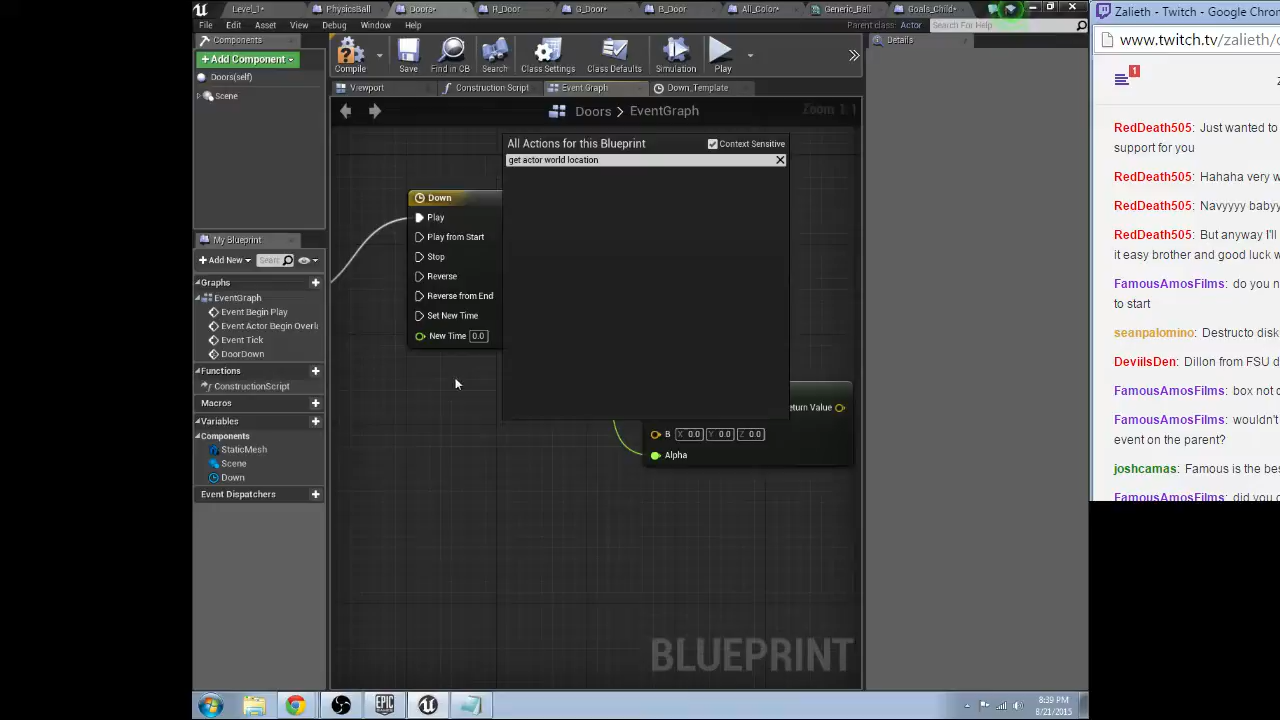 Level_1*
PhysicsBall
Doors*
R_Door
G_Door*
B_Door
All_Color*
Generic_Ball
Goals_Child*
File Edit Asset View Debug Window Help
Parent class: Actor
Search For Help
Components
+ Add Component
Doors(self)
Scene
Compile
Save
Find in CB
Search
Class Settings
Class Defaults
Simulation
Play
Details
Viewport
Construction Script
Event Graph
Down_Template
Doors > EventGraph
Zoom 1:1
All Actions for this Blueprint
Context Sensitive
get actor world location
Down
Play
Play from Start
Stop
Reverse
Reverse from End
Set New Time
New Time 0.0
eturn Value
B X 0.0 Y 0.0 Z 0.0
Alpha
My Blueprint
+ Add New
Searc
Graphs
EventGraph
Event Begin Play
Event Actor Begin Overla
Event Tick
DoorDown
Functions
ConstructionScript
Macros
Variables
Components
StaticMesh
Scene
Down
Event Dispatchers
BLUEPRINT
Zalieth - Twitch - Google Chro
www.twitch.tv/zalieth/c
1
RedDeath505: Just wanted to
support for you
RedDeath505: Hahaha very w
RedDeath505: Navyyyy babyy
RedDeath505: But anyway I'll
it easy brother and good luck w
FamousAmosFilms: do you n
to start
seanpalomino: Destructo disk
DeviilsDen: Dillon from FSU d
FamousAmosFilms: box not c
FamousAmosFilms: wouldn't
event on the parent?
joshcamas: Famous is the bes
FamousAmosFilms: did you c
EPIC
GAMES
8:39 PM
8/21/2015